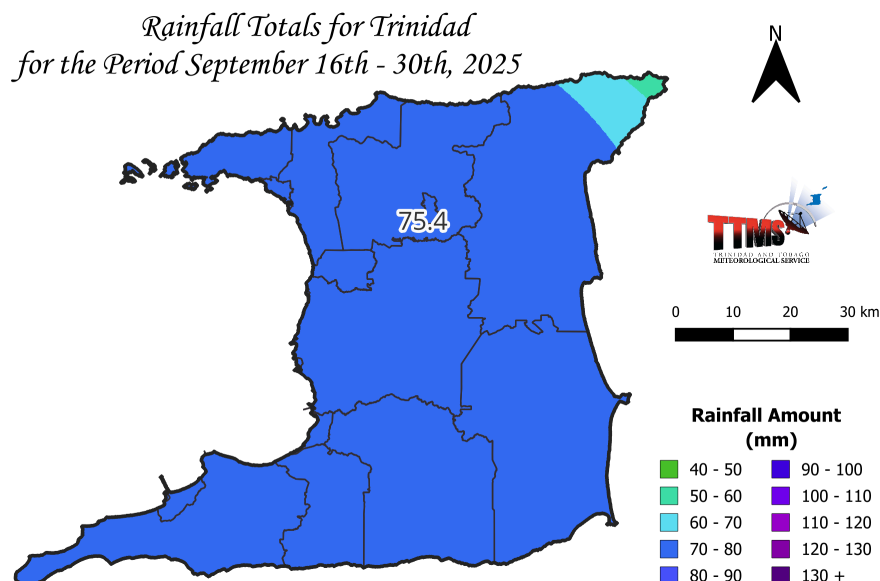 Rainfall Totals for Trinidad
for the Period September 16th - 30th, 2025
N
75.4
TTMS
TRINIDAD AND TOBAGO
METEOROLOGICAL SERVICE
0 10 20 30 km
Rainfall Amount
(mm)
40 - 50 90 - 100
50 - 60 100 - 110
60 - 70 110 - 120
70 - 80 120 - 130
80 - 90 130 +